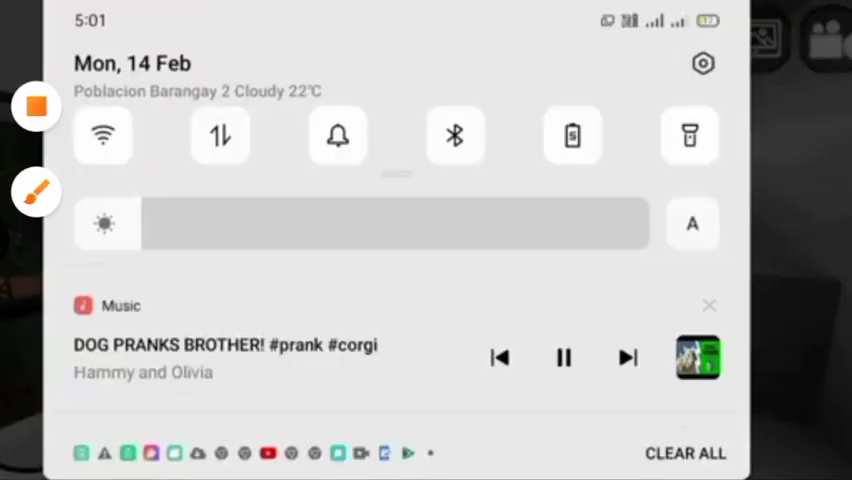 5:01
Mon, 14 Feb
Poblacion Barangay 2 Cloudy 22°C
A
Music
DOG PRANKS BROTHER! #prank #corgi
Hammy and Olivia
CLEAR ALL